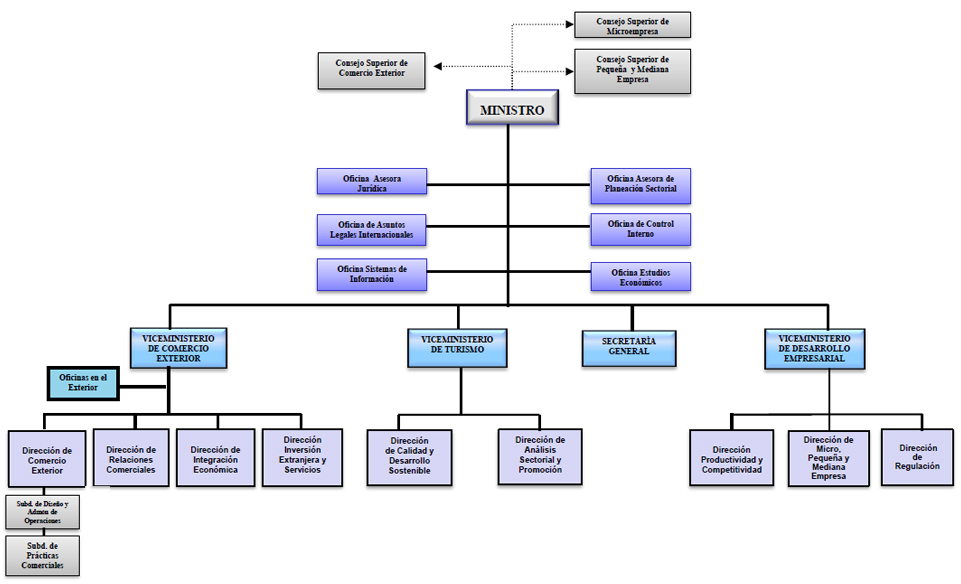 Consejo Superior de
Microempresa
Consejo Superior de
Comercio Exterior
Consejo Superior de
Pequeña y Mediana
Empresa
MINISTRO
Oficina Asesora
Jurídica
Oficina Asesora de
Planeación Sectorial
Oficina de Asuntos
Legales Internacionales
Oficina de Control
Interno
Oficina Sistemas de
Información
Oficina Estudios
Económicos
VICEMINISTERIO
DE COMERCIO
EXTERIOR
VICEMINISTERIO
DE TURISMO
SECRETARÌA
GENERAL
VICEMINISTERIO
DE DESARROLLO
EMPRESARIAL
Oficinas en el
Exterior
Dirección de
Comercio
Exterior
Dirección de
Relaciones
Comerciales
Dirección de
Integración
Económica
Dirección
Inversión
Extranjera y
Servicios
Dirección
de Calidad y
Desarrollo
Sostenible
Dirección de
Análisis
Sectorial y
Promoción
Dirección
Productividad y
Competitividad
Dirección de
Micro,
Pequeña y
Mediana
Empresa
Dirección
de
Regulación
Subd. de Diseño y
Admón de
Operaciones
Subd. de
Prácticas
Comerciales